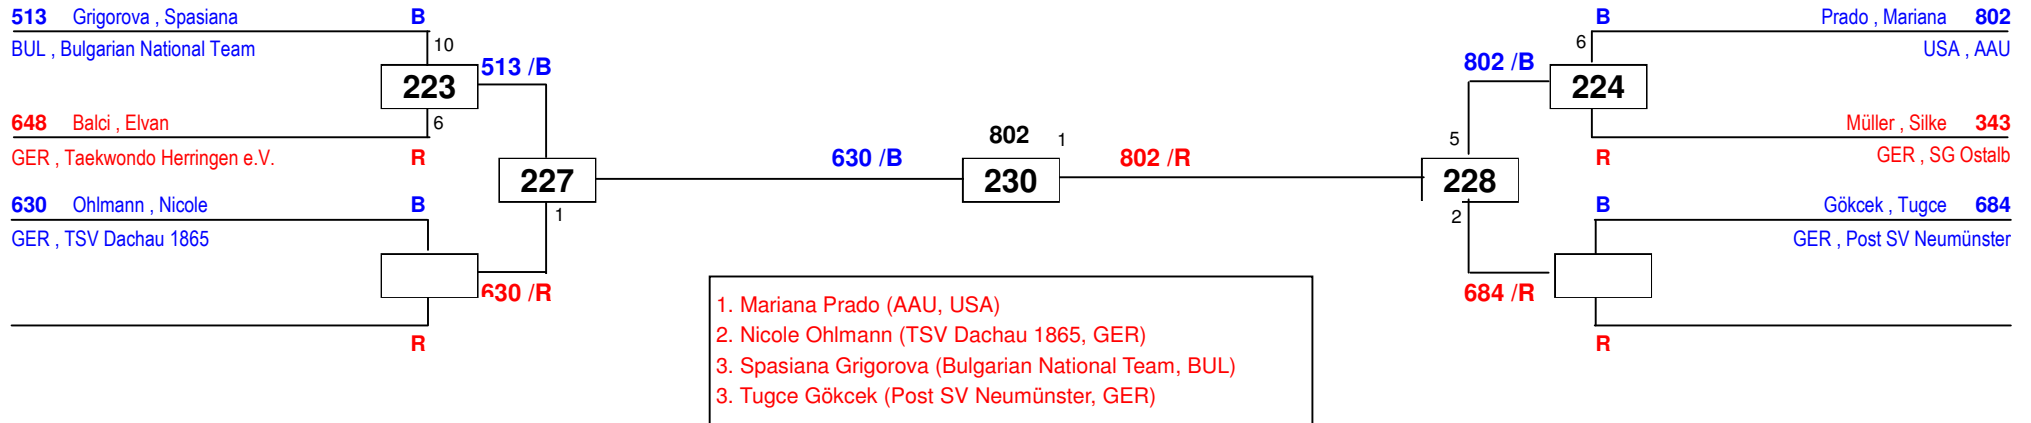 513 Grigorova , Spasiana B
BUL , Bulgarian National Team
10
223
513 /B
648 Balci , Elvan
6
GER , Taekwondo Herringen e.V. R
227
1
630 Ohlmann , Nicole B
GER , TSV Dachau 1865
630 /R
R
630 /B
802
1
230
802 /R
B Prado , Mariana 802
6
USA , AAU
802 /B
224
Müller , Silke 343
5
R GER , SG Ostalb
228
2
B Gökcek , Tugce 684
GER , Post SV Neumünster
684 /R
R
1. Mariana Prado (AAU, USA)
2. Nicole Ohlmann (TSV Dachau 1865, GER)
3. Spasiana Grigorova (Bulgarian National Team, BUL)
3. Tugce Gökcek (Post SV Neumünster, GER)